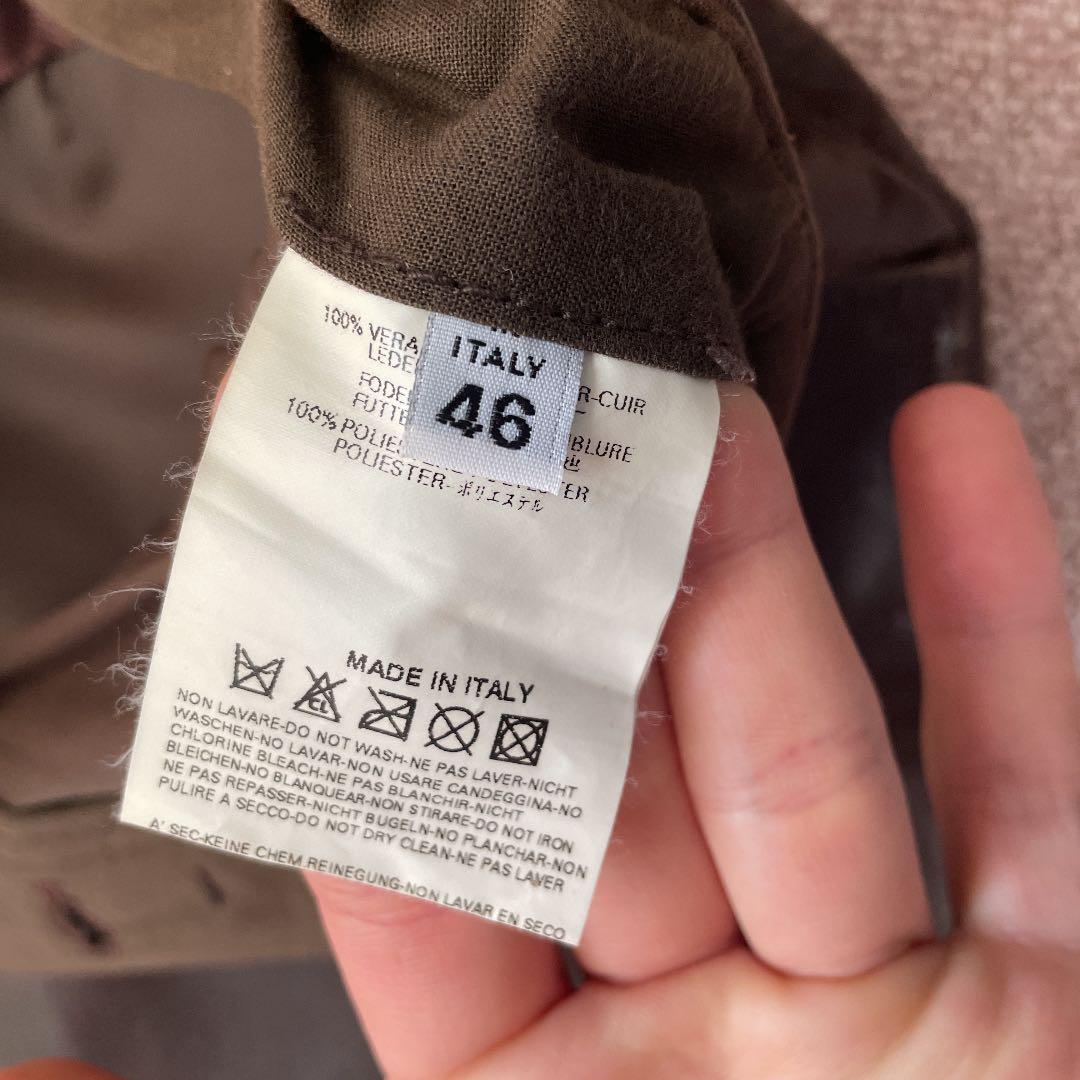 100% VERA
R-CUIR
LEDE
ITALY
46
FODE
FUTTE
BLURE
100% POLIE
ER
POLIESTER-ポリエステル
MADE IN ITALY
CL
NON LAVARE-DO NOT WASH-NE PAS LAVER-NICHT
WASCHEN-NO LAVAR-NON USARE CANDEGGINA-NO
CHLORINE BLEACH-NE PAS BLANCHIR-NICHT
BLEICHEN-NO BLANQUEAR-NON STIRARE-DO NOT IRON
NE PAS REPASSER-NICHT BUGELN-NO PLANCHAR-NON
PULIRE A SECCO-DO NOT DRY CLEAN-NE PAS LAVER
A' SEC-KEINE CHEM.REINEGUNG-NON LAVAR EN SECO